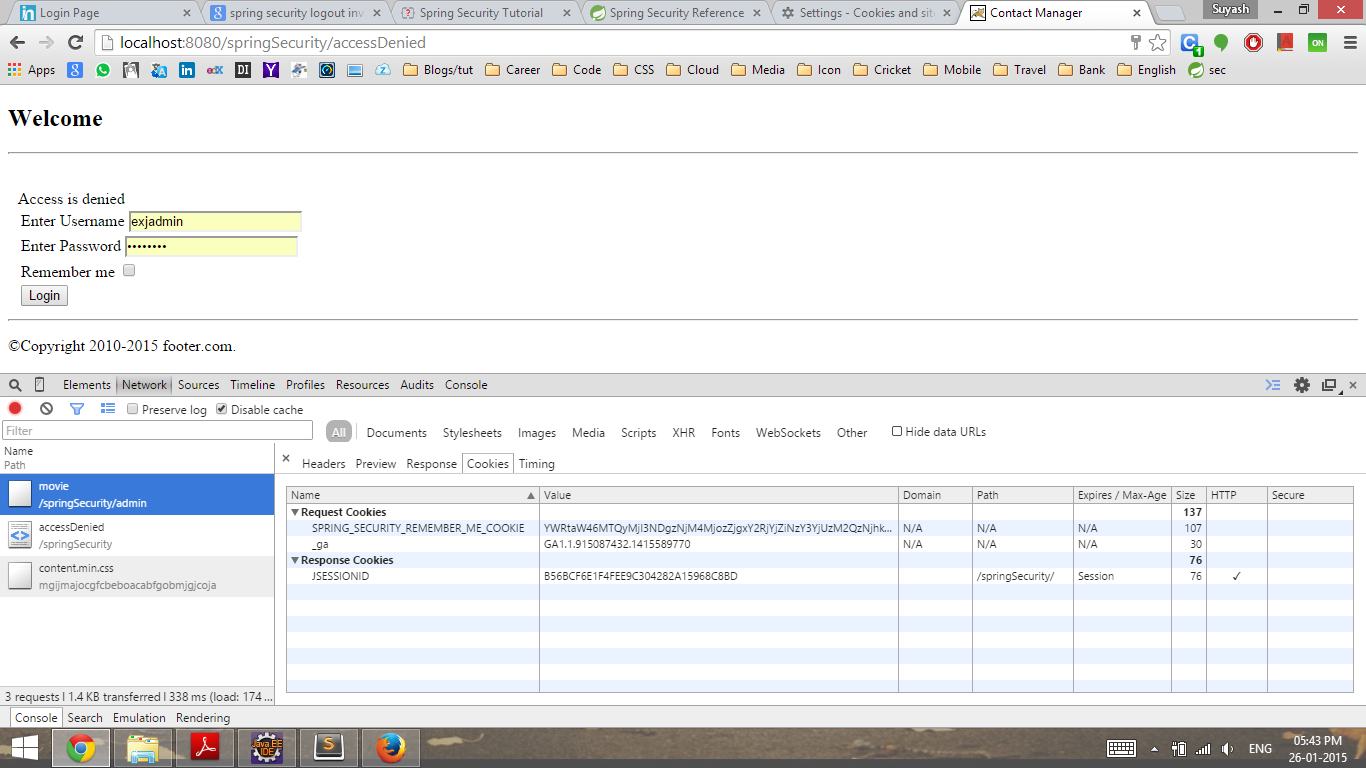 Login Page
spring security logout inv
Spring Security Tutorial
Spring Security Reference
Settings - Cookies and sit
Contact Manager
Suyash
localhost:8080/springSecurity/accessDenied
Apps
Blogs/tut
Career
Code
CSS
Cloud
Media
Icon
Cricket
Mobile
Travel
Bank
English
sec
Welcome
Access is denied
Enter Username exjadmin
Enter Password ••••••••
Remember me
Login
©Copyright 2010-2015 footer.com.
Elements Network Sources Timeline Profiles Resources Audits Console
Preserve log Disable cache
Filter
All Documents Stylesheets Images Media Scripts XHR Fonts WebSockets Other Hide data URLs
Name
Path
movie
/springSecurity/admin
accessDenied
/springSecurity
content.min.css
mgijmajocgfcbeboacabfgobmjgjcoja
3 requests | 1.4 KB transferred | 338 ms (load: 174 ...
Headers Preview Response Cookies Timing
Name Value Domain Path Expires / Max-Age Size HTTP Secure
Request Cookies 137
SPRING_SECURITY_REMEMBER_ME_COOKIE N/A N/A N/A 107
_ga GA1.1.915087432.1415589770 N/A N/A N/A 30
Response Cookies 76
JSESSIONID B56BCF6E1F4FEE9C304282A15968C8BD /springSecurity/ Session 76 ✓
Console Search Emulation Rendering
Java EE
IDE
ENG
05:43 PM
26-01-2015